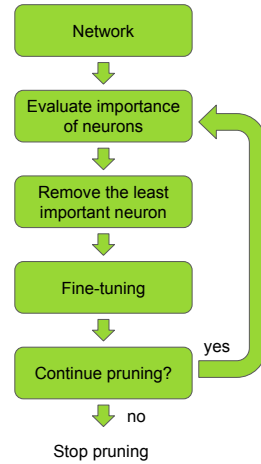 Network
Evaluate importance
of neurons
Remove the least
important neuron
Fine-tuning
yes
Continue pruning?
no
Stop pruning